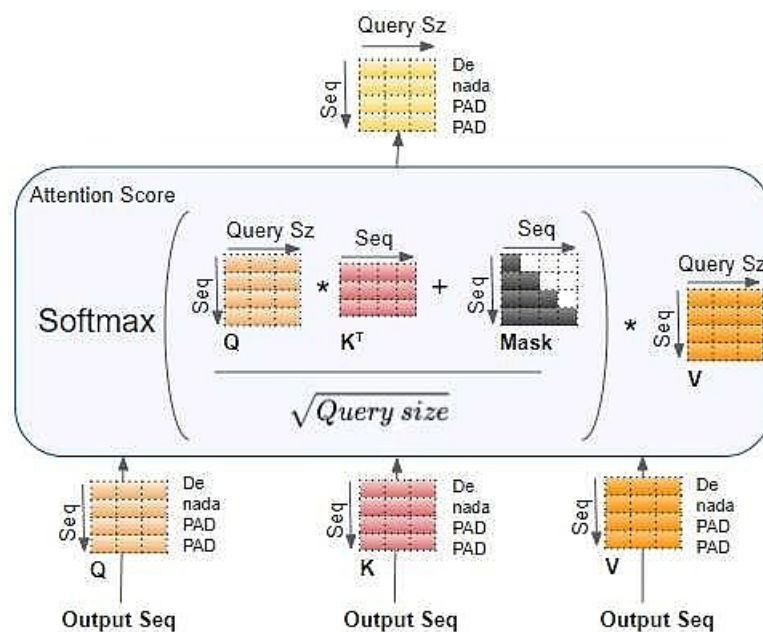 Query Sz
Seq
De
nada
PAD
PAD
Attention Score
Softmax
Query Sz
Seq
Q
*
Seq
Kᵀ
+
Seq
Seq
Mask
√Query size
*
Query Sz
Seq
V
Seq
De
nada
PAD
PAD
Q
Output Seq
Seq
De
nada
PAD
PAD
K
Output Seq
Seq
De
nada
PAD
PAD
V
Output Seq